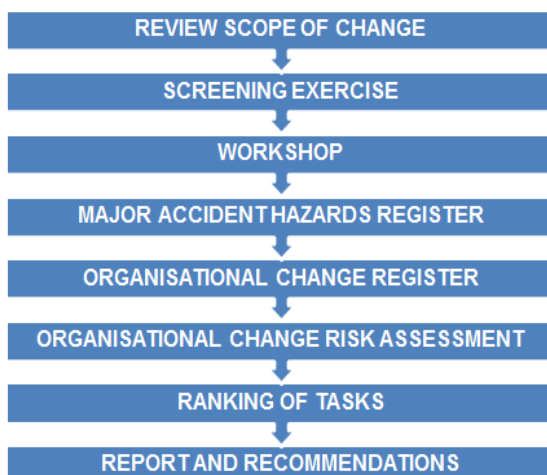 REVIEW SCOPE OF CHANGE
SCREENING EXERCISE
WORKSHOP
MAJOR ACCIDENT HAZARDS REGISTER
ORGANISATIONAL CHANGE REGISTER
ORGANISATIONAL CHANGE RISK ASSESSMENT
RANKING OF TASKS
REPORT AND RECOMMENDATIONS